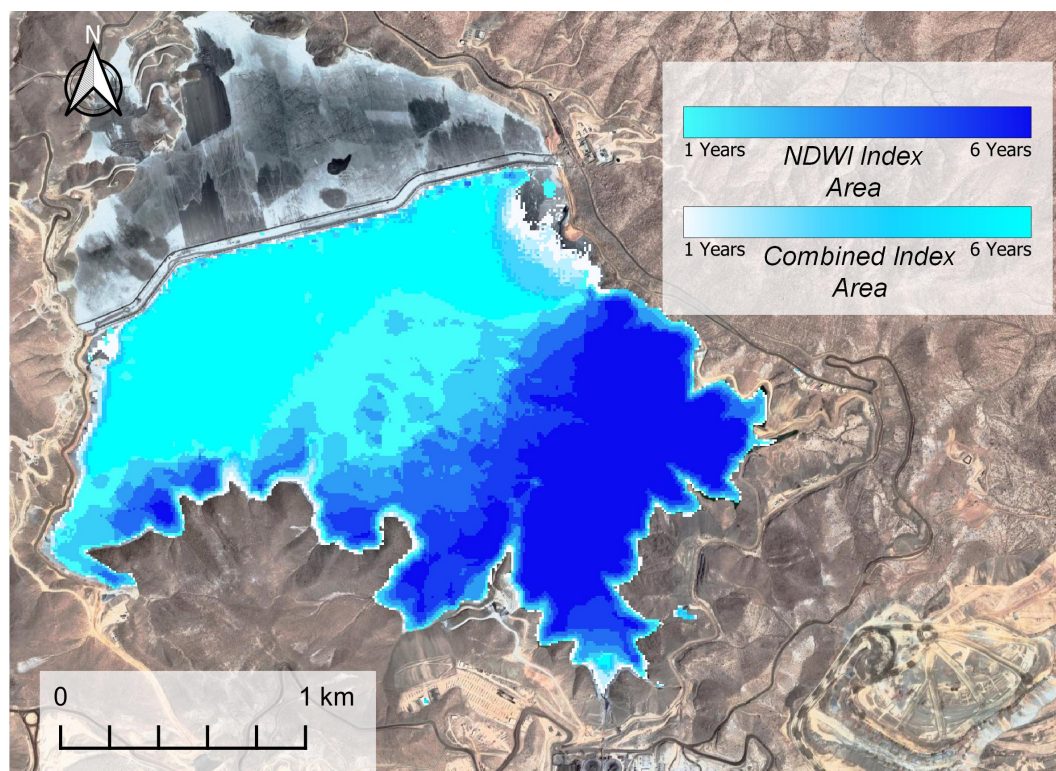 N
1 Years NDWI Index 6 Years
Area
1 Years Combined Index 6 Years
Area
0 1 km